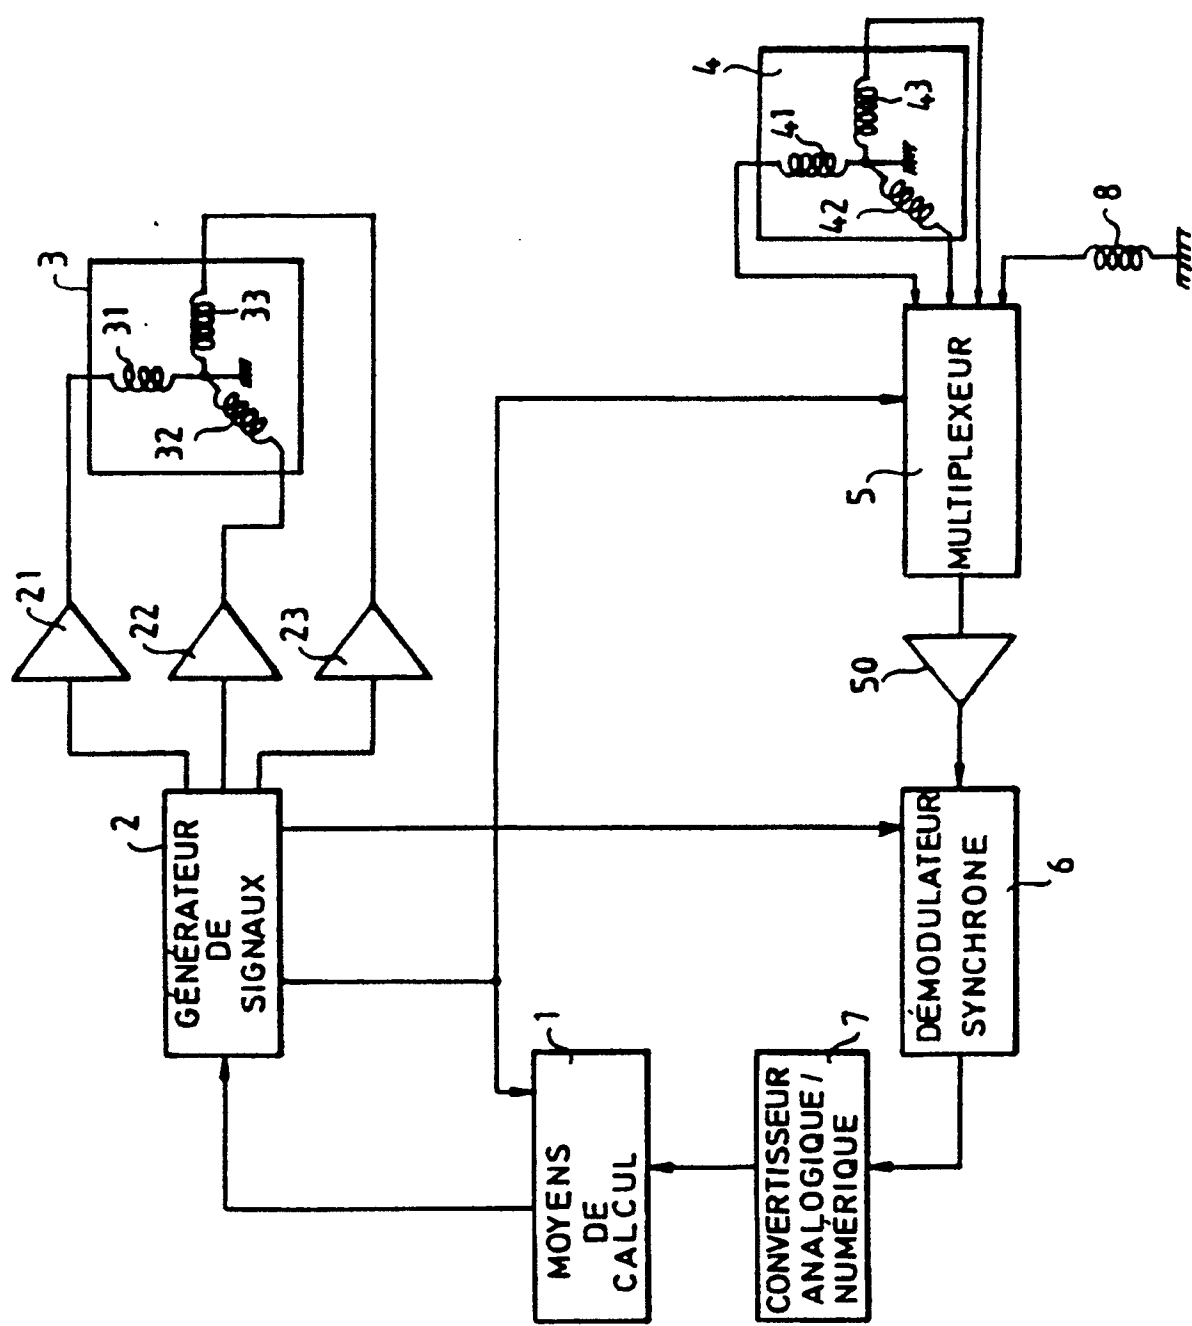 MOYENS
DE
CALCUL
1
GÉNÉRATEUR
DE
SIGNAUX
2
21
22
23
3
31
32
33
CONVERTISSEUR
ANALOGIQUE/
NUMÉRIQUE
7
DÉMODULATEUR
SYNCHRONE
6
50
MULTIPLEXEUR
5
4
41
42
43
8